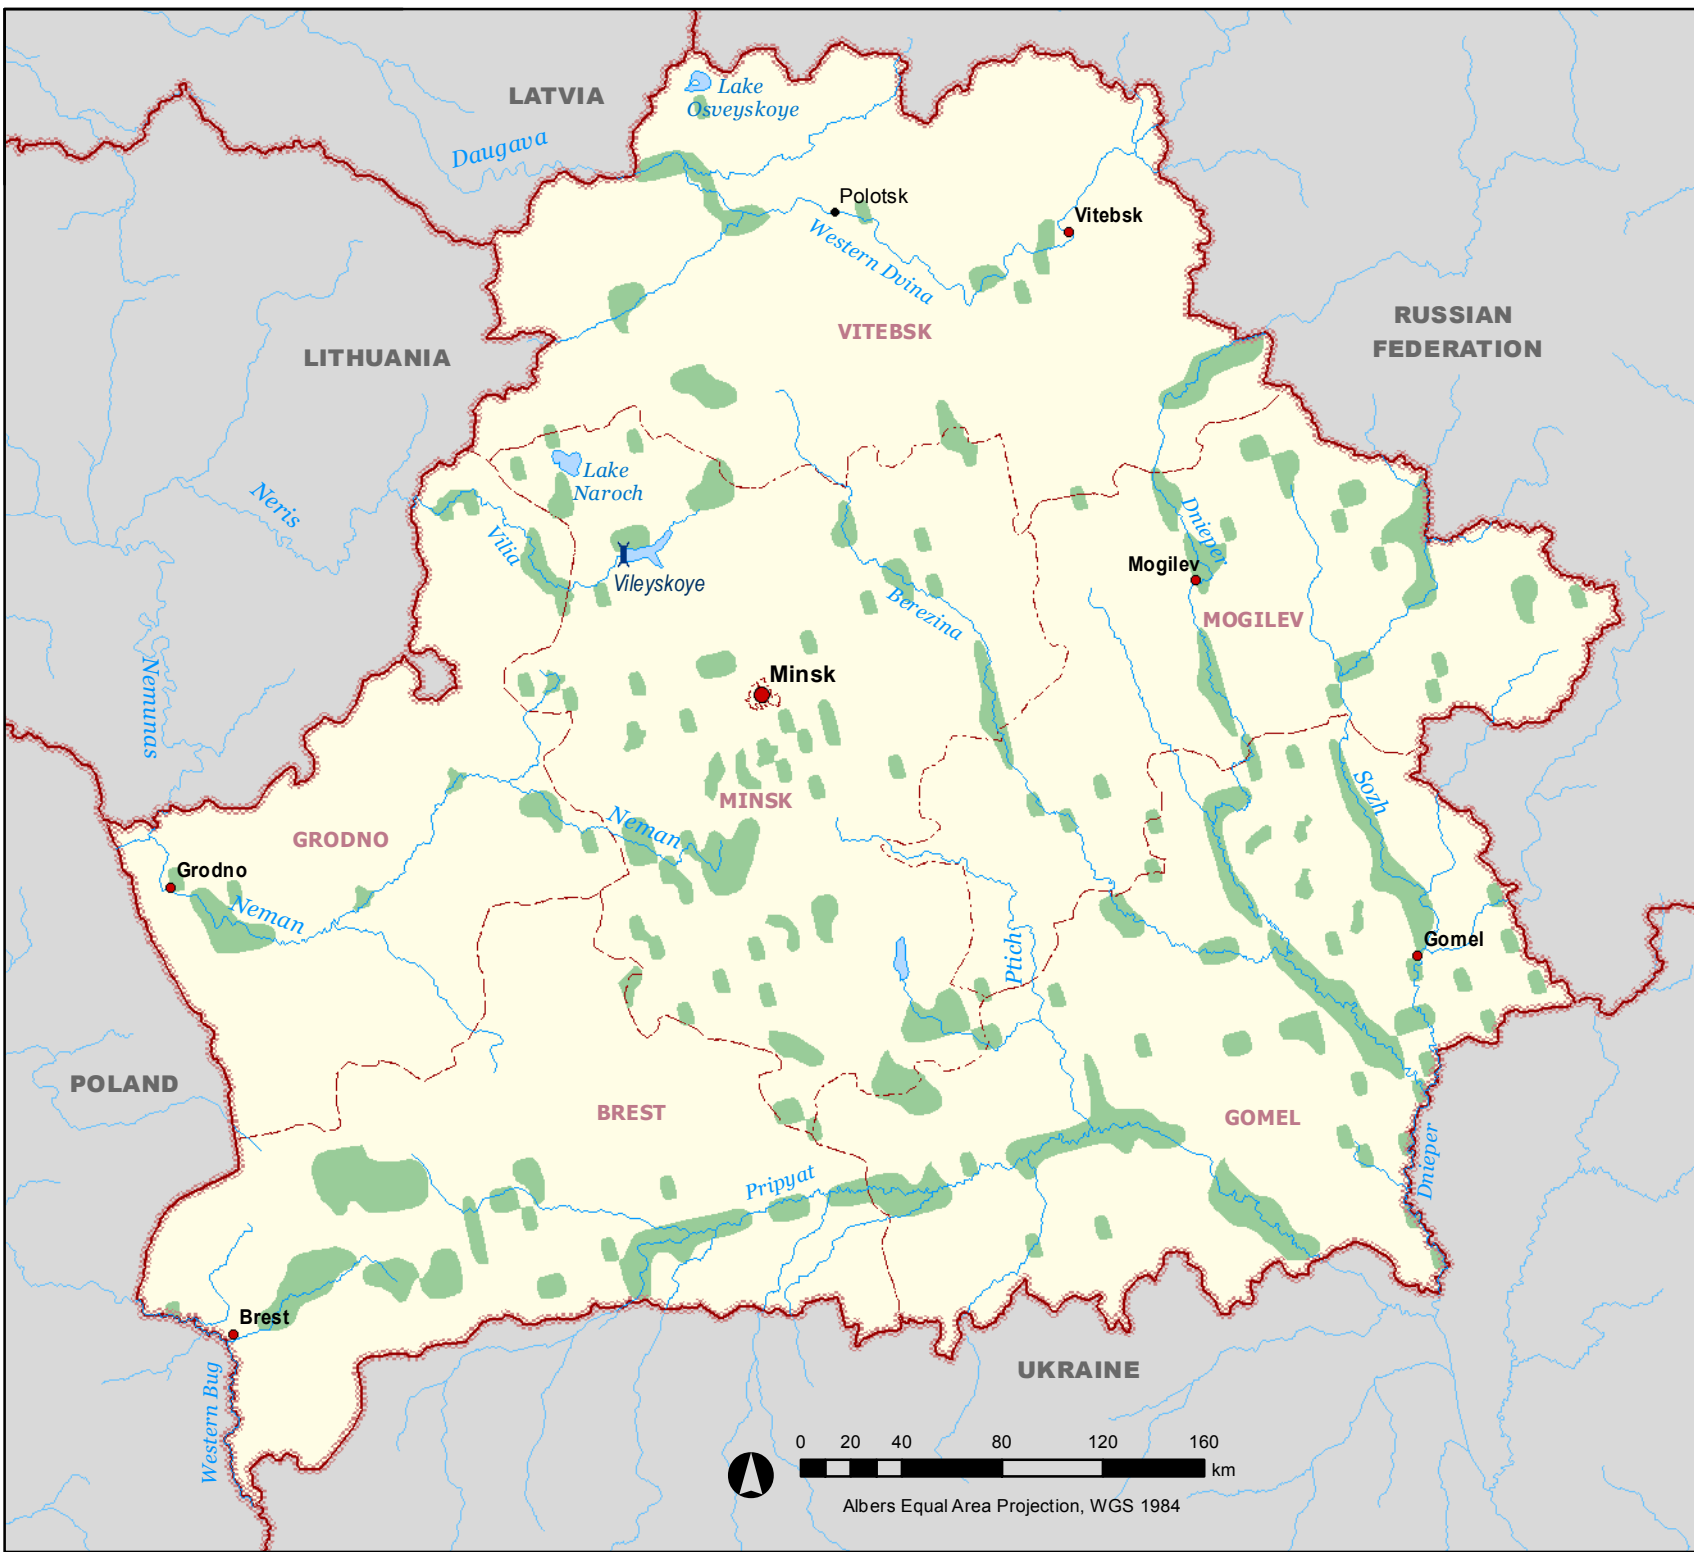 LATVIA
Lake
Osveyskoye
Daugava
Polotsk
Vitebsk
Western Dvina
VITEBSK
RUSSIAN
FEDERATION
LITHUANIA
Lake
Naroch
Neris
Vilia
Vileyskoye
Dnieper
Mogilev
Berezina
MOGILEV
Nemunas
Minsk
Sozh
MINSK
Neman
GRODNO
Grodno
Neman
Ptich
Gomel
POLAND
BREST
GOMEL
Dnieper
Pripyat
Brest
Western Bug
UKRAINE
0 20 40 80 120 160
km
Albers Equal Area Projection, WGS 1984